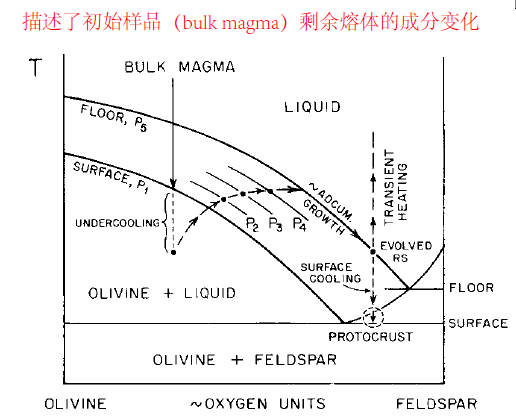 描述了初始样品（bulk magma）剩余熔体的成分变化
T
BULK MAGMA
LIQUID
FLOOR, P5
SURFACE, P1
UNDERCOOLING
P2 P3 P4
~ADCUM.
GROWTH
TRANSIENT
HEATING
EVOLVED
RS
SURFACE
COOLING
OLIVINE + LIQUID
FLOOR
SURFACE
PROTOCRUST
OLIVINE + FELDSPAR
OLIVINE
~OXYGEN UNITS
FELDSPAR